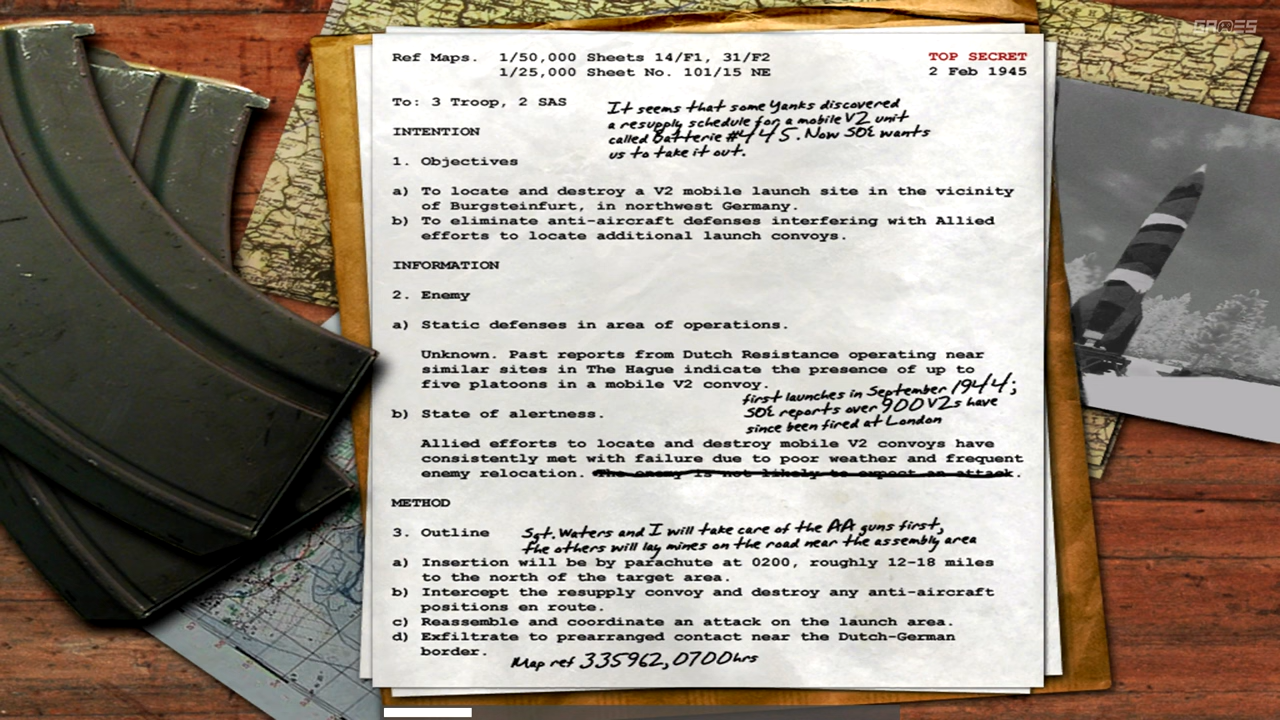 GAMES
Ref Maps. 1/50,000 Sheets 14/F1, 31/F2
1/25,000 Sheet No. 101/15 NE
TOP SECRET
2 Feb 1945
To: 3 Troop, 2 SAS
It seems that some Yanks discovered
a resupply schedule for a mobile V2 unit
called Batterie #445. Now SOE wants
us to take it out.
INTENTION
1. Objectives
a) To locate and destroy a V2 mobile launch site in the vicinity
of Burgsteinfurt, in northwest Germany.
b) To eliminate anti-aircraft defenses interfering with Allied
efforts to locate additional launch convoys.
INFORMATION
2. Enemy
a) Static defenses in area of operations.
Unknown. Past reports from Dutch Resistance operating near
similar sites in The Hague indicate the presence of up to
five platoons in a mobile V2 convoy.
first launches in September 1944;
SOE reports over 900 V2s have
since been fired at London
b) State of alertness.
Allied efforts to locate and destroy mobile V2 convoys have
consistently met with failure due to poor weather and frequent
enemy relocation. The enemy is not likely to expect an attack.
METHOD
3. Outline
Sgt. Waters and I will take care of the AA guns first,
the others will lay mines on the road near the assembly area
a) Insertion will be by parachute at 0200, roughly 12-18 miles
to the north of the target area.
b) Intercept the resupply convoy and destroy any anti-aircraft
positions en route.
c) Reassemble and coordinate an attack on the launch area.
d) Exfiltrate to prearranged contact near the Dutch-German
border.
Map ref 335962, 0700hrs